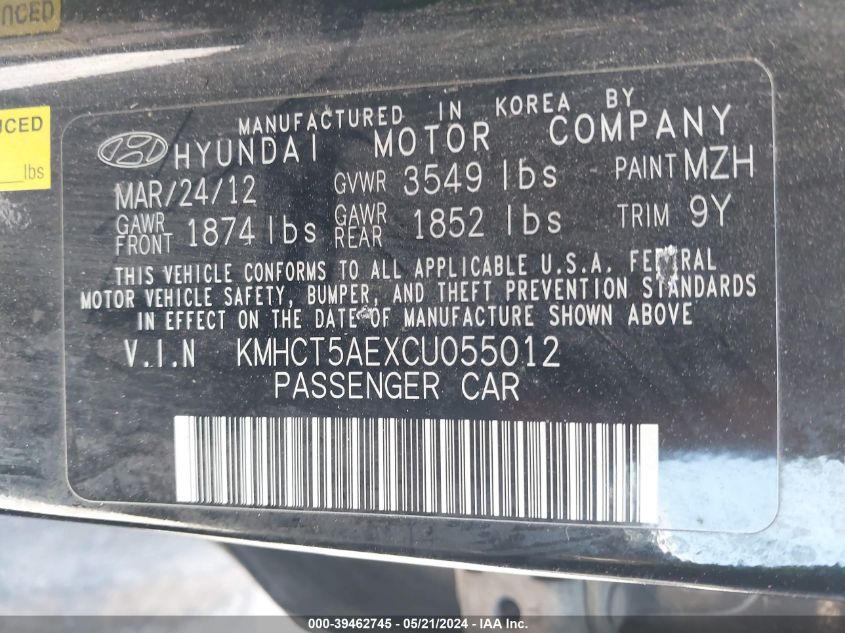 UNCED
UCED
lbs
MANUFACTURED IN KOREA BY
HYUNDAI MOTOR COMPANY
MAR/24/12 GVWR 3549 lbs PAINT MZH
GAWR FRONT 1874 lbs GAWR REAR 1852 lbs TRIM 9Y
THIS VEHICLE CONFORMS TO ALL APPLICABLE U.S.A. FEDERAL
MOTOR VEHICLE SAFETY, BUMPER, AND THEFT PREVENTION STANDARDS
IN EFFECT ON THE DATE OF MANUFACTURE SHOWN ABOVE
V.I.N KMHCT5AEXCU055012
PASSENGER CAR
000-39462745 - 05/21/2024 - IAA Inc.